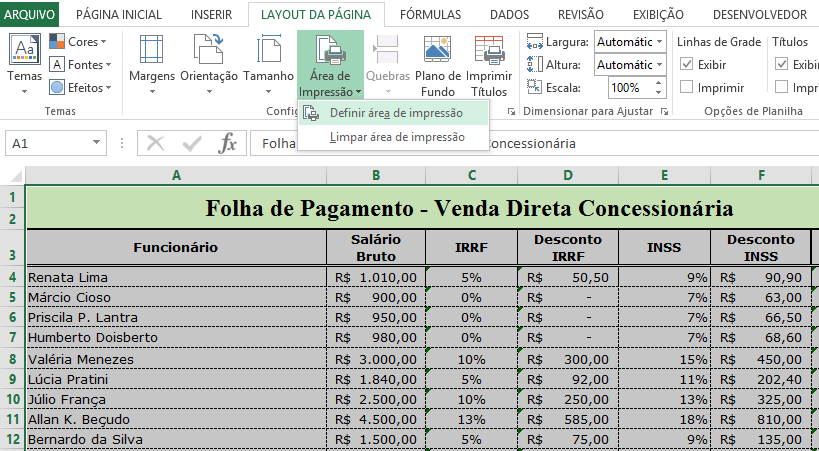 ARQUIVO PÁGINA INICIAL INSERIR LAYOUT DA PÁGINA FÓRMULAS DADOS REVISÃO EXIBIÇÃO DESENVOLVEDOR
Aa
Temas
Cores
A Fontes
Efeitos
Temas
Margens Orientação Tamanho Área de Impressão Quebras Plano de Fundo Imprimir Títulos
Config
Definir área de impressão
Limpar área de impressão
Largura: Automátic
Altura: Automátic
Escala: 100%
Dimensionar para Ajustar
Linhas de Grade Títulos
Exibir Exibi
Imprimir Impri
Opções de Planilha
A1 fx Folha oncessionária
A B C D E F
1
2 Folha de Pagamento - Venda Direta Concessionária
3 Funcionário Salário Bruto IRRF Desconto IRRF INSS Desconto INSS
4 Renata Lima R$ 1.010,00 5% R$ 50,50 9% R$ 90,90
5 Márcio Cioso R$ 900,00 0% R$ - 7% R$ 63,00
6 Priscila P. Lantra R$ 950,00 0% R$ - 7% R$ 66,50
7 Humberto Doisberto R$ 980,00 0% R$ - 7% R$ 68,60
8 Valéria Menezes R$ 3.000,00 10% R$ 300,00 15% R$ 450,00
9 Lúcia Pratini R$ 1.840,00 5% R$ 92,00 11% R$ 202,40
10 Júlio França R$ 2.500,00 10% R$ 250,00 13% R$ 325,00
11 Allan K. Beçudo R$ 4.500,00 13% R$ 585,00 18% R$ 810,00
12 Bernardo da Silva R$ 1.500,00 5% R$ 75,00 9% R$ 135,00